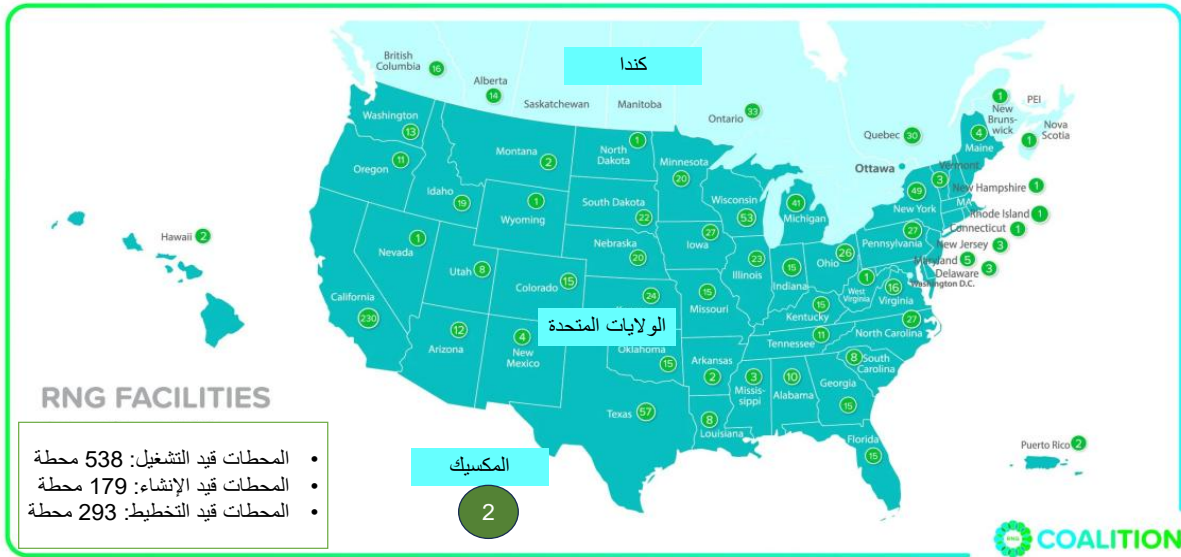 كندا
British
Columbia
16
Alberta
14
Saskatchewan
Manitoba
Ontario
33
Quebec
30
Ottawa
1
New
Bruns-
wick
PEI
Nova
Scotia
1
Washington
13
Oregon
11
Montana
2
North
Dakota
1
Minnesota
20
Wisconsin
53
41
Michigan
4
Maine
Vermont
3
New Hampshire
1
49
New York
MA
Rhode Island
1
Connecticut
1
New Jersey
3
Maryland
5
Delaware
3
Washington D.C.
Idaho
19
1
Wyoming
South Dakota
22
Nebraska
20
27
Iowa
23
Illinois
15
Indiana
Ohio
26
27
Pennsylvania
1
West
Virginia
16
Virginia
Hawaii
2
1
Nevada
Utah
8
Colorado
15
24
15
Missouri
15
Kentucky
27
North Carolina
California
230
12
Arizona
4
New
Mexico
الولايات المتحدة
Oklahoma
15
Arkansas
2
11
Tennessee
8
South
Carolina
3
Missis-
sippi
10
Alabama
Georgia
15
Texas
57
8
Louisiana
Florida
15
Puerto Rico
2
RNG FACILITIES
• المحطات قيد التشغيل: 538 محطة
• المحطات قيد الإنشاء: 179 محطة
• المحطات قيد التخطيط: 293 محطة
المكسيك
2
RNG COALITION